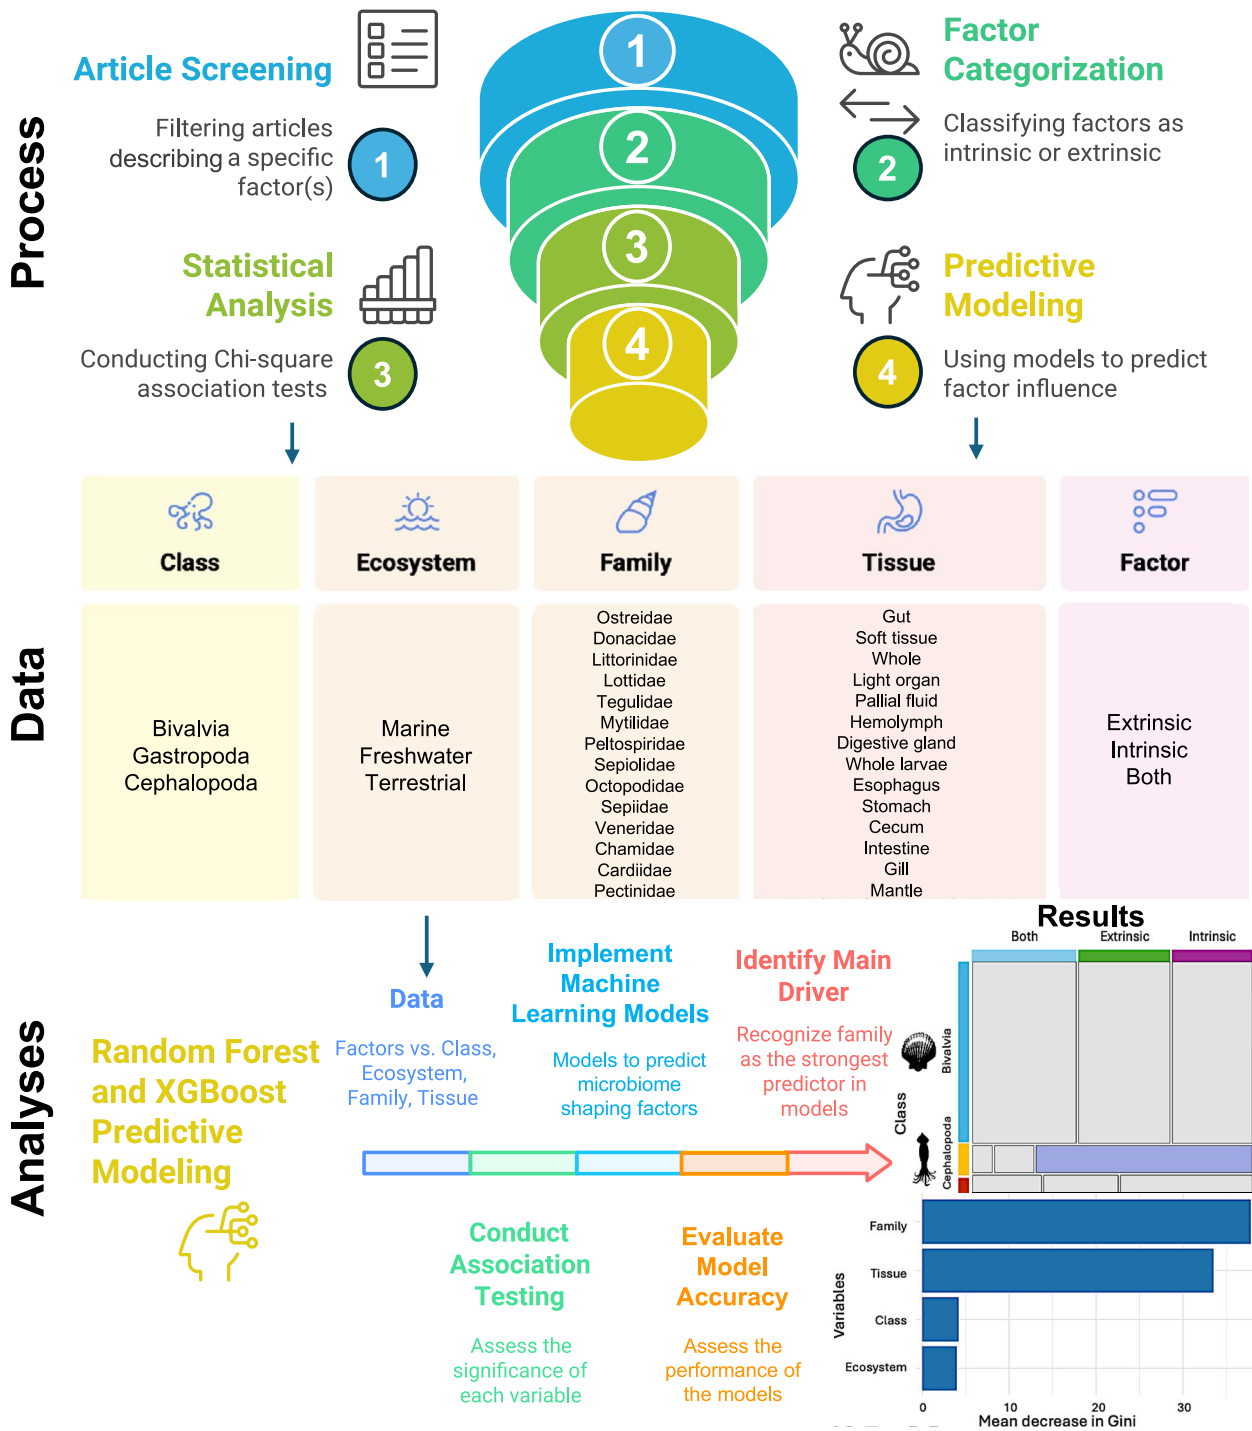 Process
Article Screening
Filtering articles
describing a specific
factor(s)
1
1
2
3
4
Factor
Categorization
Classifying factors as
intrinsic or extrinsic
2
Statistical
Analysis
Conducting Chi-square
association tests
3
Predictive
Modeling
Using models to predict
factor influence
4
Data
Class
Ecosystem
Family
Tissue
Factor
Bivalvia
Gastropoda
Cephalopoda
Marine
Freshwater
Terrestrial
Ostreidae
Donacidae
Littorinidae
Lottidae
Tegulidae
Mytilidae
Peltospiridae
Sepiolidae
Octopodidae
Sepiidae
Veneridae
Chamidae
Cardiidae
Pectinidae
Gut
Soft tissue
Whole
Light organ
Pallial fluid
Hemolymph
Digestive gland
Whole larvae
Esophagus
Stomach
Cecum
Intestine
Gill
Mantle
Extrinsic
Intrinsic
Both
Analyses
Random Forest
and XGBoost
Predictive
Modeling
Data
Factors vs. Class,
Ecosystem,
Family, Tissue
Implement
Machine
Learning Models
Models to predict
microbiome
shaping factors
Identify Main
Driver
Recognize family
as the strongest
predictor in
models
Conduct
Association
Testing
Assess the
significance of
each variable
Evaluate
Model
Accuracy
Assess the
performance of
the models
Results
Both
Extrinsic
Intrinsic
Class
Bivalvia
Cephalopoda
Variables
Family
Tissue
Class
Ecosystem
0
10
20
30
Mean decrease in Gini